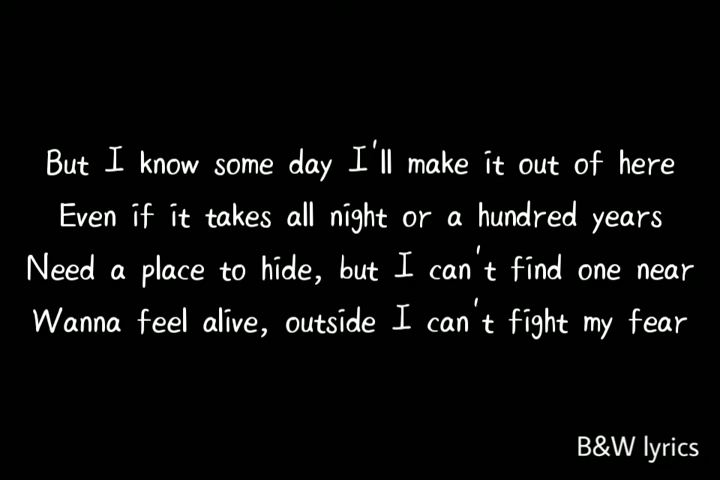 But I know some day I'll make it out of here
Even if it takes all night or a hundred years
Need a place to hide, but I can't find one near
Wanna feel alive, outside I can't fight my fear
B&W lyrics